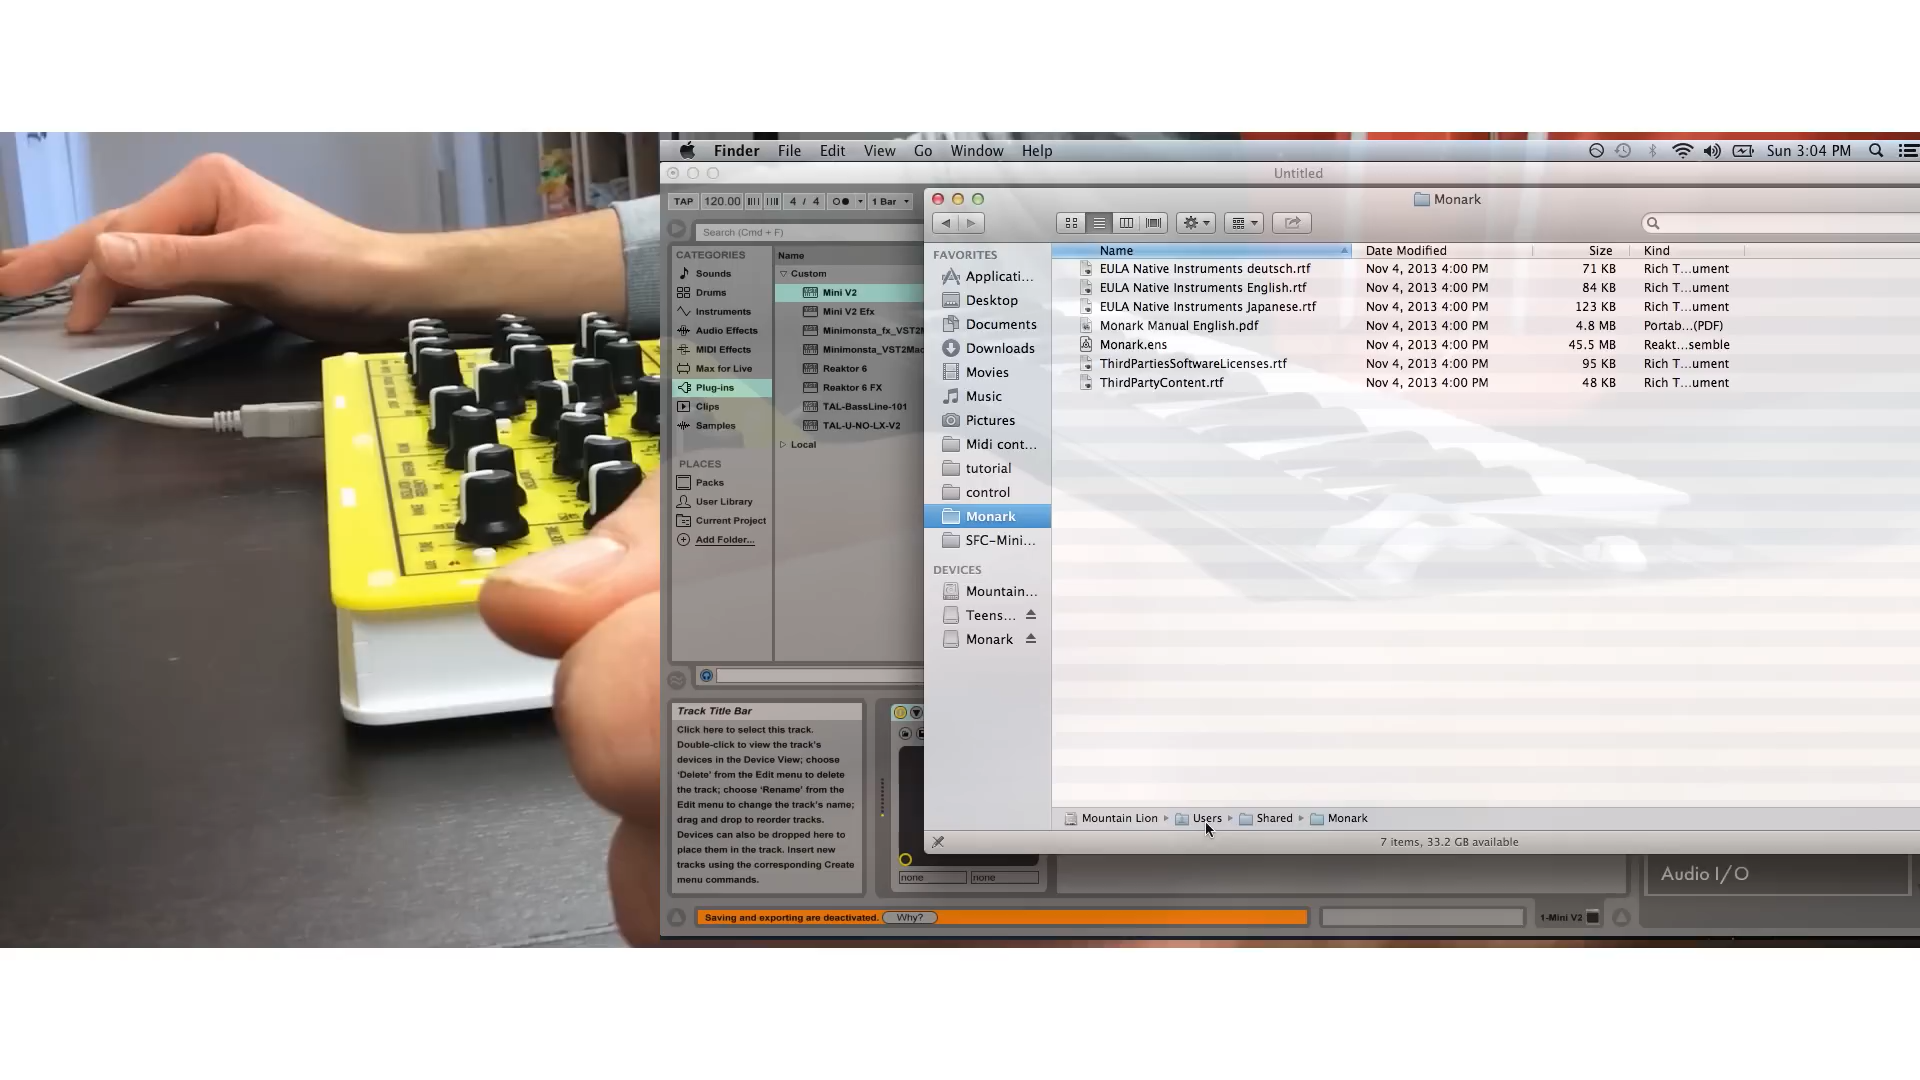 Finder File Edit View Go Window Help
Sun 3:04 PM
Untitled
TAP 120.00 4 / 4 1 Bar
Search (Cmd + F)
CATEGORIES
Sounds
Drums
Instruments
Audio Effects
MIDI Effects
Max for Live
Plug-ins
Clips
Samples
PLACES
Packs
User Library
Current Project
Add Folder...
Name
Custom
Mini V2
Mini V2 Efx
Minimonsta_fx_VST2M
Minimonsta_VST2Mac
Reaktor 6
Reaktor 6 FX
TAL-BassLine-101
TAL-U-NO-LX-V2
Local
Monark
FAVORITES
Applicati...
Desktop
Documents
Downloads
Movies
Music
Pictures
Midi cont...
tutorial
control
Monark
SFC-Mini...
DEVICES
Mountain...
Teens...
Monark
Name Date Modified Size Kind
EULA Native Instruments deutsch.rtf Nov 4, 2013 4:00 PM 71 KB Rich T...ument
EULA Native Instruments English.rtf Nov 4, 2013 4:00 PM 84 KB Rich T...ument
EULA Native Instruments Japanese.rtf Nov 4, 2013 4:00 PM 123 KB Rich T...ument
Monark Manual English.pdf Nov 4, 2013 4:00 PM 4.8 MB Portab...(PDF)
Monark.ens Nov 4, 2013 4:00 PM 45.5 MB Reakt...semble
ThirdPartiesSoftwareLicenses.rtf Nov 4, 2013 4:00 PM 95 KB Rich T...ument
ThirdPartyContent.rtf Nov 4, 2013 4:00 PM 48 KB Rich T...ument
Mountain Lion Users Shared Monark
7 items, 33.2 GB available
Track Title Bar
Click here to select this track.
Double-click to view the track's
devices in the Device View; choose
'Delete' from the Edit menu to delete
the track; choose 'Rename' from the
Edit menu to change the track's name;
drag and drop to reorder tracks.
Devices can also be dropped here to
place them in the track. Insert new
tracks using the corresponding Create
menu commands.
none none
Audio I/O
Saving and exporting are deactivated. Why?
1-Mini V2